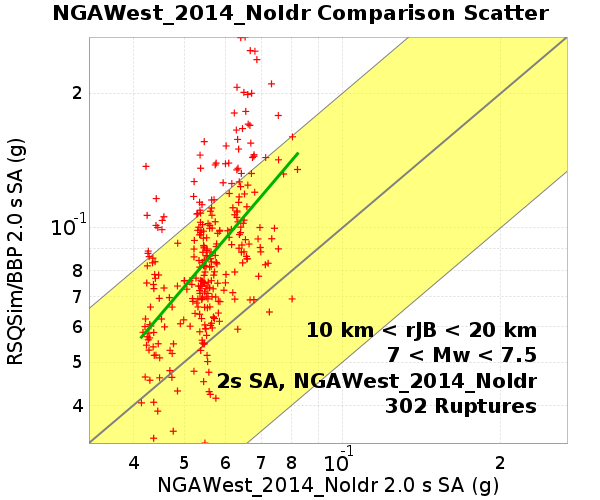 NGAWest_2014_NoIdr Comparison Scatter
RSQSim/BBP 2.0 s SA (g)
2
10⁻¹
8
7
6
5
4
10 km < rJB < 20 km
7 < Mw < 7.5
2s SA, NGAWest_2014_NoIdr
302 Ruptures
4 5 6 7 8 10⁻¹ 2
NGAWest_2014_NoIdr 2.0 s SA (g)